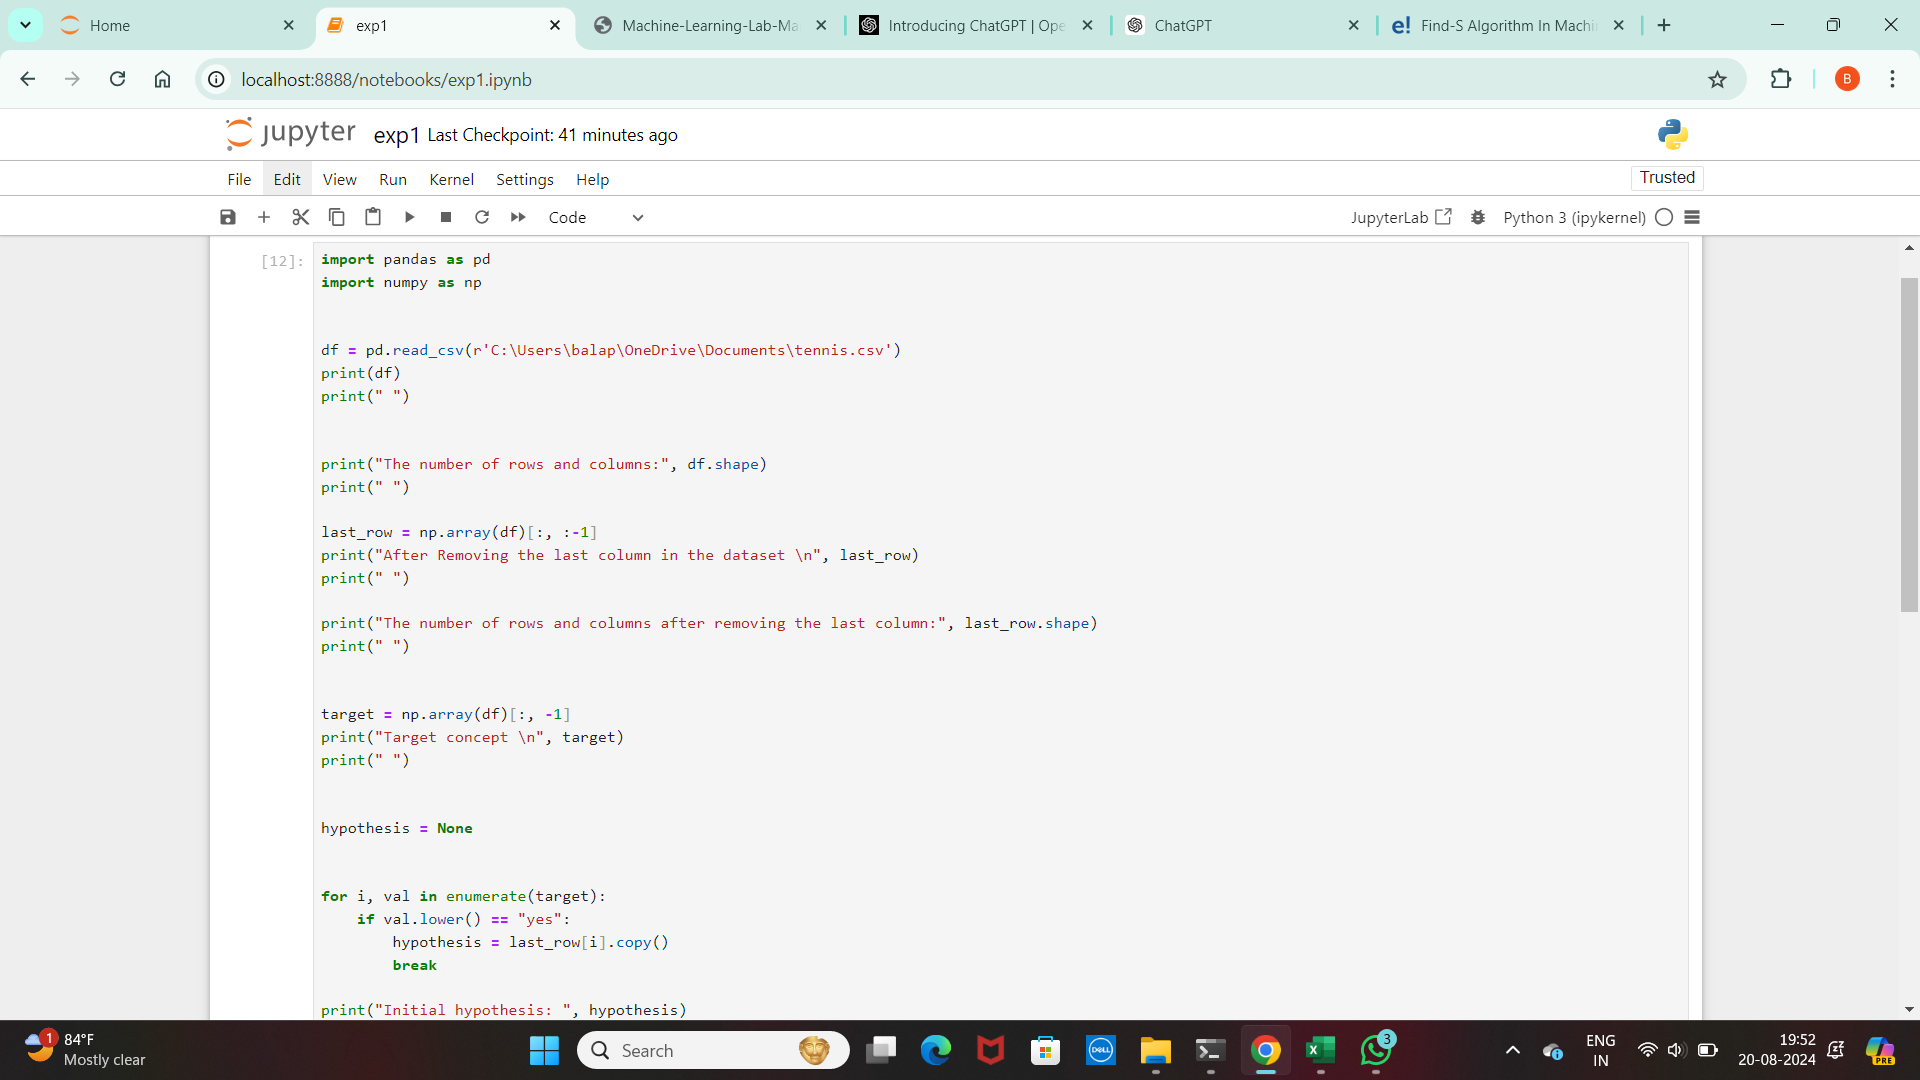 Home
exp1
Machine-Learning-Lab-Ma
Introducing ChatGPT | Ope
ChatGPT
Find-S Algorithm In Machi
localhost:8888/notebooks/exp1.ipynb
B
jupyter exp1 Last Checkpoint: 41 minutes ago
File Edit View Run Kernel Settings Help
Trusted
Code
JupyterLab
Python 3 (ipykernel)
[12]:
import pandas as pd
import numpy as np
df = pd.read_csv(r'C:\Users\balap\OneDrive\Documents\tennis.csv')
print(df)
print(" ")
print("The number of rows and columns:", df.shape)
print(" ")
last_row = np.array(df)[:, :-1]
print("After Removing the last column in the dataset \n", last_row)
print(" ")
print("The number of rows and columns after removing the last column:", last_row.shape)
print(" ")
target = np.array(df)[:, -1]
print("Target concept \n", target)
print(" ")
hypothesis = None
for i, val in enumerate(target):
    if val.lower() == "yes":
        hypothesis = last_row[i].copy()
        break
print("Initial hypothesis: ", hypothesis)
1
84°F
Mostly clear
Search
DELL
3
ENG
IN
19:52
20-08-2024
PRE